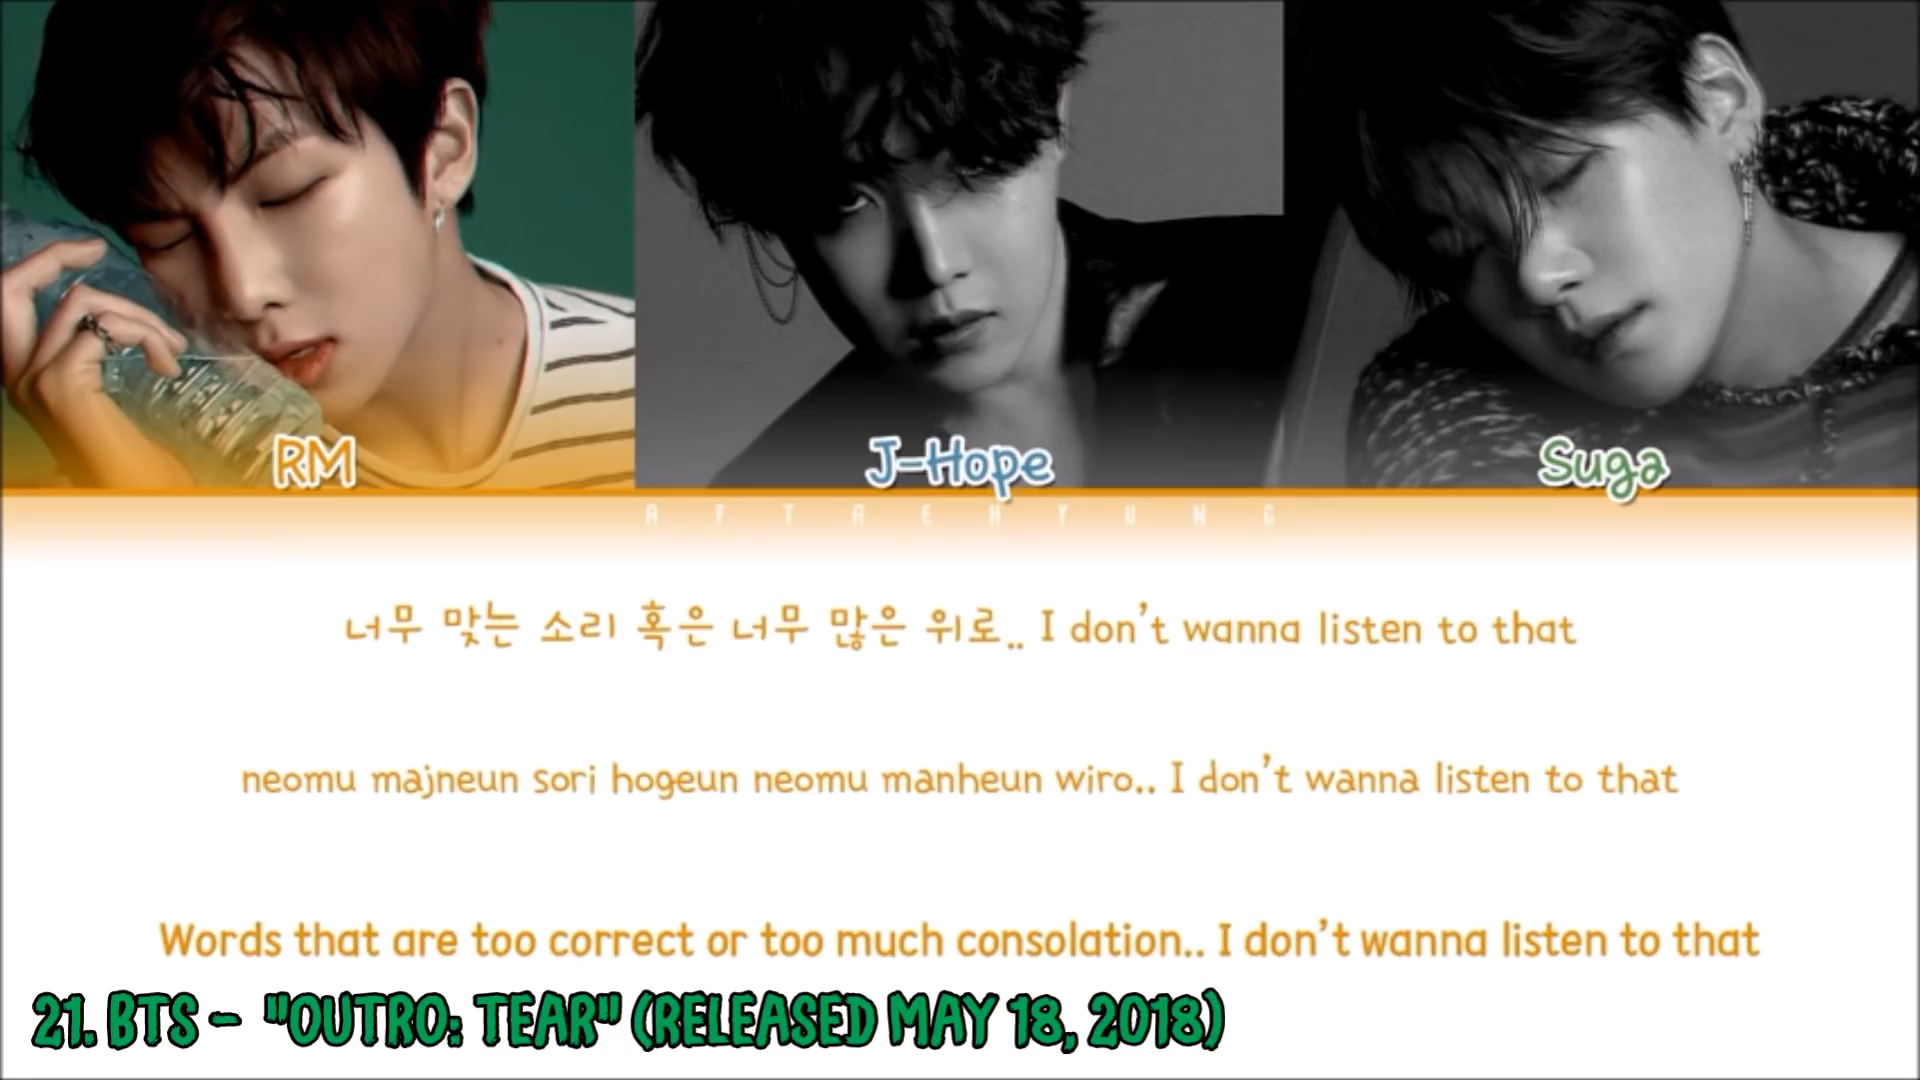 RM
J-Hope
Suga
AFTAEHYUNG
너무 맞는 소리 혹은 너무 많은 위로.. I don't wanna listen to that
neomu majneun sori hogeun neomu manheun wiro.. I don't wanna listen to that
Words that are too correct or too much consolation.. I don't wanna listen to that
21. BTS - "OUTRO: TEAR" (RELEASED MAY 18, 2018)